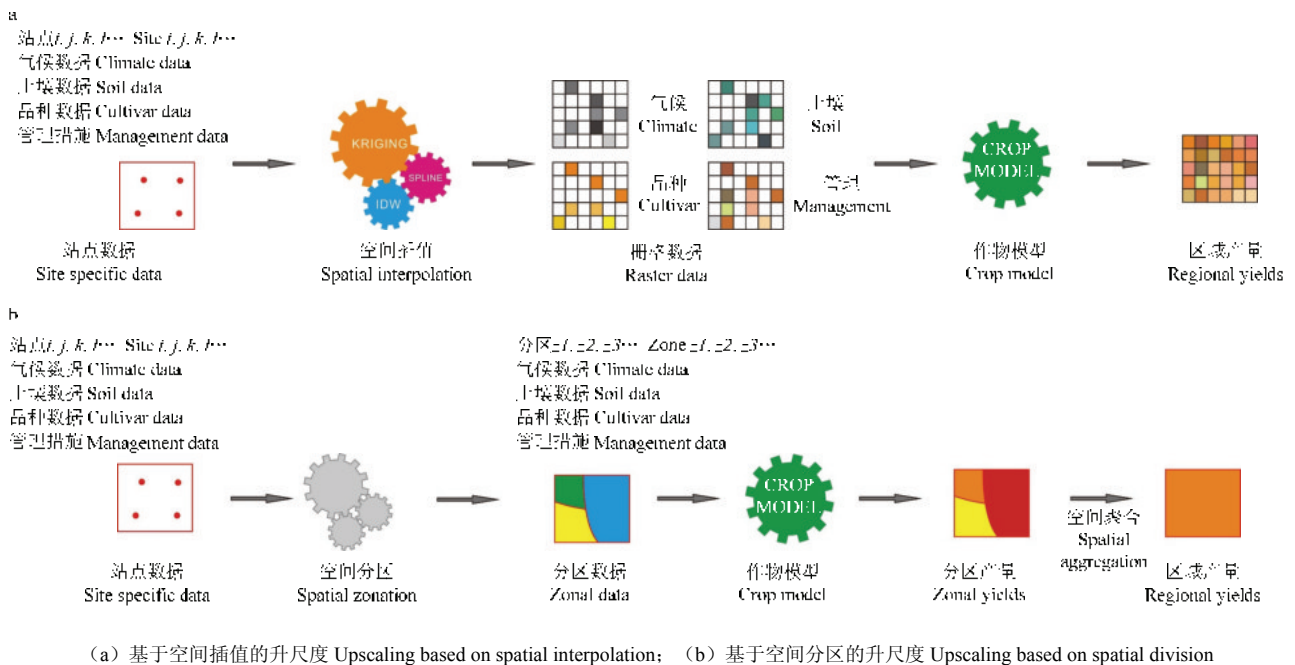 a
站点i, j, k, l… Site i, j, k, l…
气候数据 Climate data
土壤数据 Soil data
品种数据 Cultivar data
管理措施 Management data
KRIGING
SPLINE
IDW
气候
Climate
土壤
Soil
品种
Cultivar
管理
Management
CROP
MODEL
站点数据
Site specific data
空间插值
Spatial interpolation
栅格数据
Raster data
作物模型
Crop model
区域产量
Regional yields
b
站点i, j, k, l… Site i, j, k, l…
气候数据 Climate data
土壤数据 Soil data
品种数据 Cultivar data
管理措施 Management data
分区z1, z2, z3… Zone z1, z2, z3…
气候数据 Climate data
土壤数据 Soil data
品种数据 Cultivar data
管理措施 Management data
CROP
MODEL
空间聚合
Spatial
aggregation
站点数据
Site specific data
空间分区
Spatial zonation
分区数据
Zonal data
作物模型
Crop model
分区产量
Zonal yields
区域产量
Regional yields
（a）基于空间插值的升尺度 Upscaling based on spatial interpolation；（b）基于空间分区的升尺度 Upscaling based on spatial division